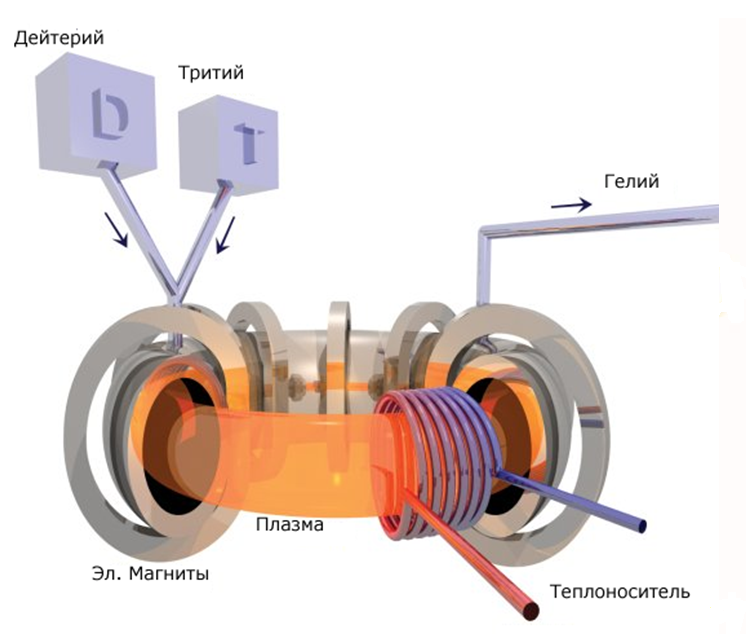 Дейтерий
Тритий
D
T
Гелий
Плазма
Эл. Магниты
Теплоноситель